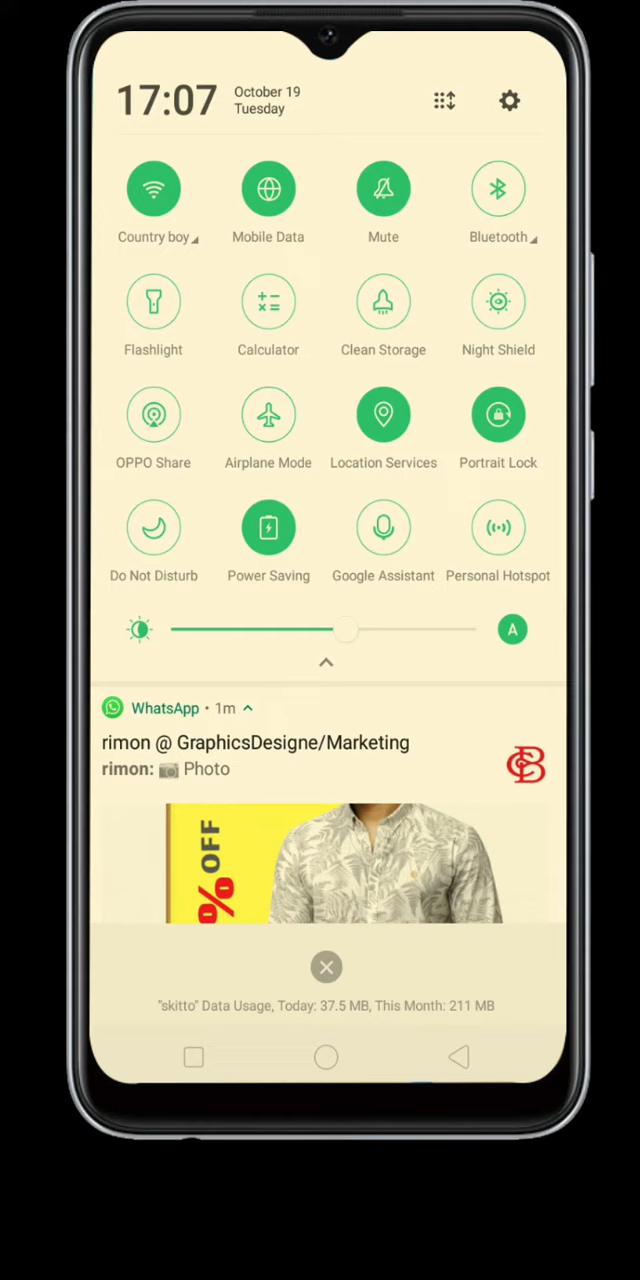 17:07
October 19
Tuesday
Country boy
Mobile Data
Mute
Bluetooth
Flashlight
Calculator
Clean Storage
Night Shield
OPPO Share
Airplane Mode
Location Services
Portrait Lock
Do Not Disturb
Power Saving
Google Assistant
Personal Hotspot
A
WhatsApp • 1m
rimon @ GraphicsDesigne/Marketing
rimon: 📷 Photo
% OFF
"skitto" Data Usage, Today: 37.5 MB, This Month: 211 MB